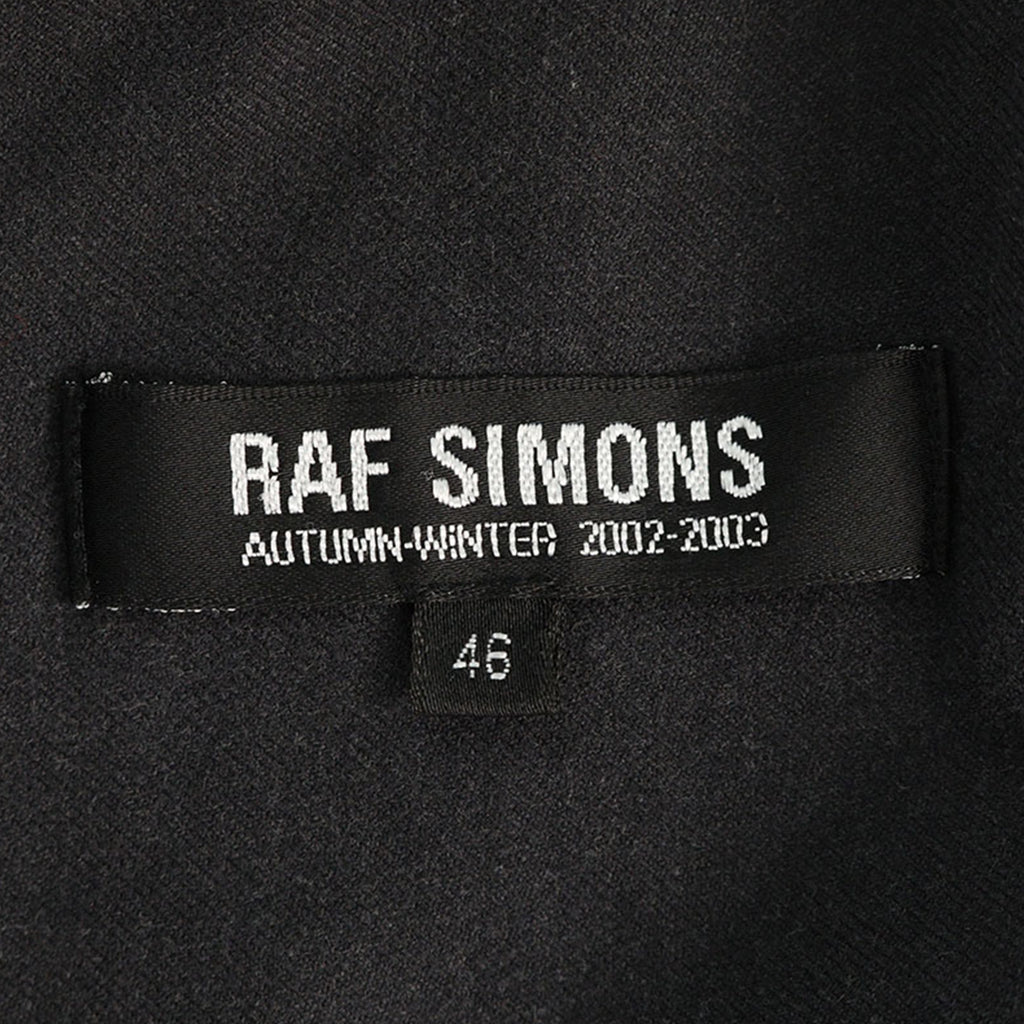 RAF SIMONS
AUTUMN-WINTER 2002-2003
46